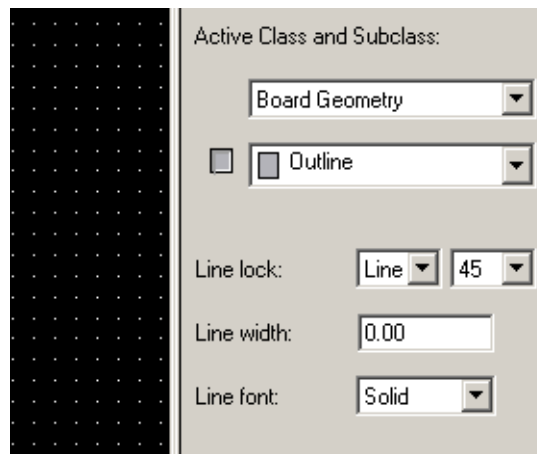 Active Class and Subclass:
Board Geometry
Outline
Line lock: Line 45
Line width: 0.00
Line font: Solid